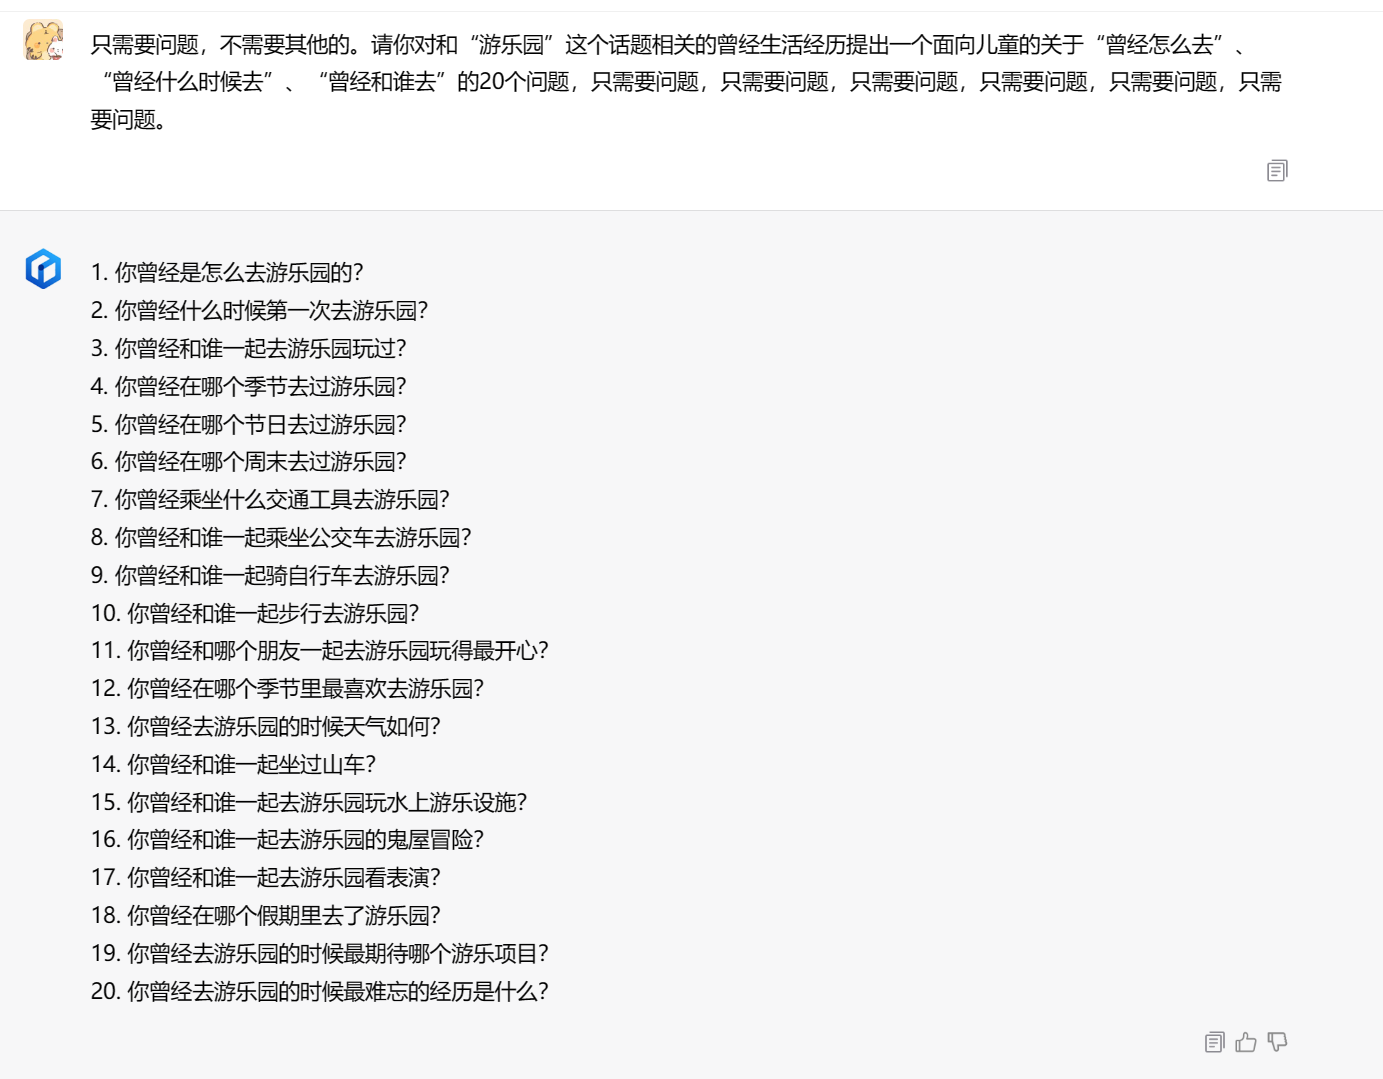 只需要问题，不需要其他的。请你对和“游乐园”这个话题相关的曾经生活经历提出一个面向儿童的关于“曾经怎么去”、
“曾经什么时候去”、“曾经和谁去”的20个问题，只需要问题，只需要问题，只需要问题，只需要问题，只需要问题，只需
要问题。
1. 你曾经是怎么去游乐园的？
2. 你曾经什么时候第一次去游乐园？
3. 你曾经和谁一起去游乐园玩过？
4. 你曾经在哪个季节去过游乐园？
5. 你曾经在哪个节日去过游乐园？
6. 你曾经在哪个周末去过游乐园？
7. 你曾经乘坐什么交通工具去游乐园？
8. 你曾经和谁一起乘坐公交车去游乐园？
9. 你曾经和谁一起骑自行车去游乐园？
10. 你曾经和谁一起步行去游乐园？
11. 你曾经和哪个朋友一起去游乐园玩得最开心？
12. 你曾经在哪个季节里最喜欢去游乐园？
13. 你曾经去游乐园的时候天气如何？
14. 你曾经和谁一起坐过山车？
15. 你曾经和谁一起去游乐园玩水上游乐设施？
16. 你曾经和谁一起去游乐园的鬼屋冒险？
17. 你曾经和谁一起去游乐园看表演？
18. 你曾经在哪个假期里去了游乐园？
19. 你曾经去游乐园的时候最期待哪个游乐项目？
20. 你曾经去游乐园的时候最难忘的经历是什么？